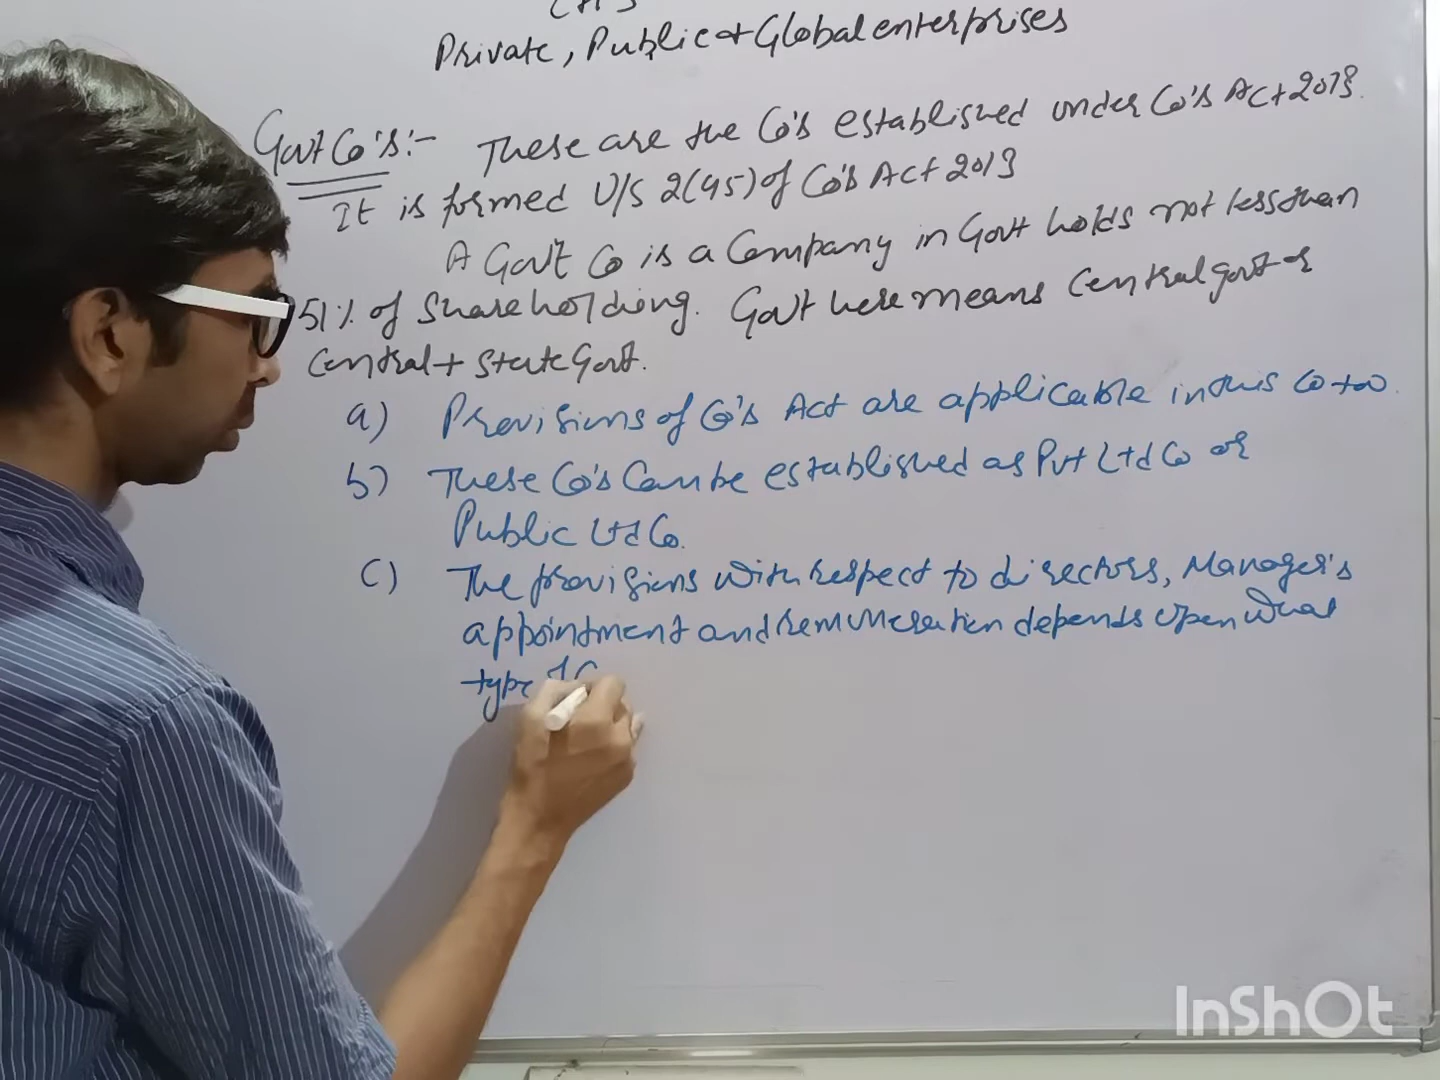 CH 3
Private, Public & Global enterprises
Govt Co's:- These are the Co's established under Co's Act 2013.
It is formed U/S 2(45) of Co's Act 2013
A Govt Co is a Company in Govt holds not less than
51% of Shareholding. Govt here means Central govt or
Central + State Govt.
a) Provisions of Co's Act are applicable in this Co too.
b) These Co's Can be established as Pvt Ltd Co or
Public Ltd Co.
c) The provisions with respect to directors, Manager's
appointment and remuneration depends upon what
type of C
InShOt